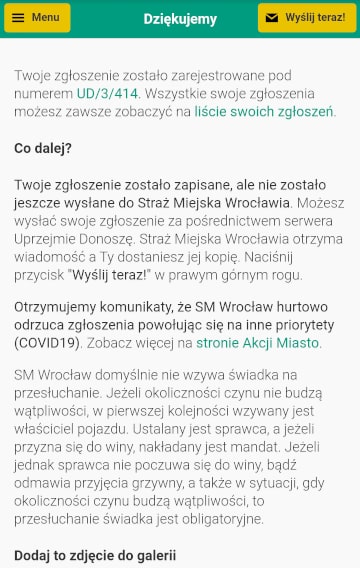 Menu
Dziękujemy
Wyślij teraz!
Twoje zgłoszenie zostało zarejestrowane pod
numerem UD/3/414. Wszystkie swoje zgłoszenia
możesz zawsze zobaczyć na liście swoich zgłoszeń.
Co dalej?
Twoje zgłoszenie zostało zapisane, ale nie zostało
jeszcze wysłane do Straż Miejska Wrocławia. Możesz
wysłać swoje zgłoszenie za pośrednictwem serwera
Uprzejmie Donoszę. Straż Miejska Wrocławia otrzyma
wiadomość a Ty dostaniesz jej kopię. Naciśnij
przycisk "Wyślij teraz!" w prawym górnym rogu.
Otrzymujemy komunikaty, że SM Wrocław hurtowo
odrzuca zgłoszenia powołując się na inne priorytety
(COVID19). Zobacz więcej na stronie Akcji Miasto.
SM Wrocław domyślnie nie wzywa świadka na
przesłuchanie. Jeżeli okoliczności czynu nie budzą
wątpliwości, w pierwszej kolejności wzywany jest
właściciel pojazdu. Ustalany jest sprawca, a jeżeli
przyzna się do winy, nakładany jest mandat. Jeżeli
jednak sprawca nie poczuwa się do winy, bądź
odmawia przyjęcia grzywny, a także w sytuacji, gdy
okoliczności czynu budzą wątpliwości, to
przesłuchanie świadka jest obligatoryjne.
Dodaj to zdjęcie do galerii